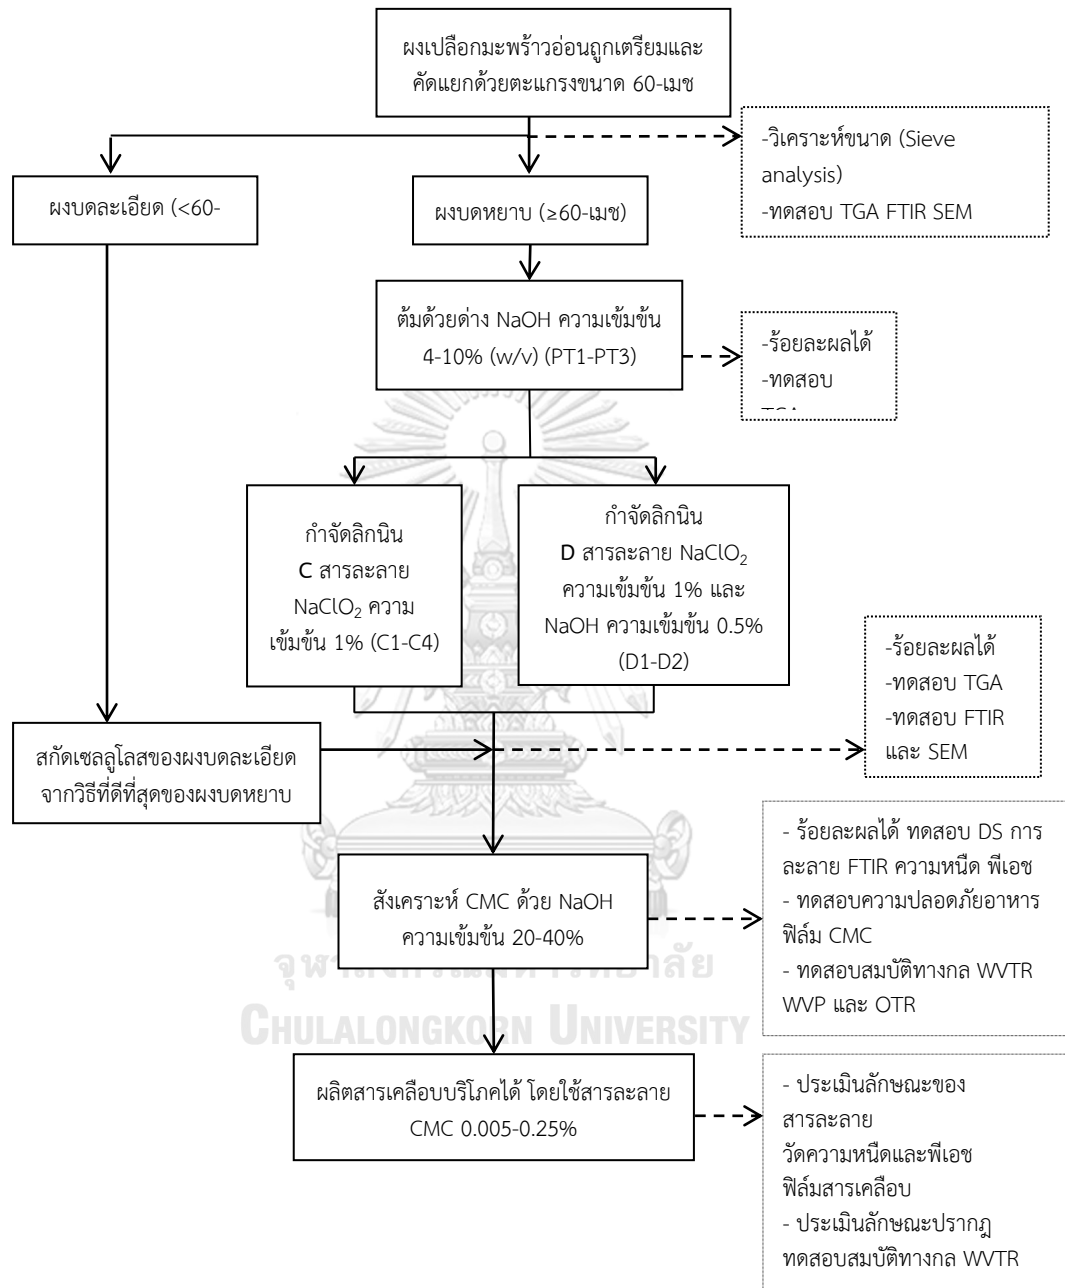 ผงเปลือกมะพร้าวอ่อนถูกเตรียมและ
คัดแยกด้วยตะแกรงขนาด 60-เมช
-วิเคราะห์ขนาด (Sieve
analysis)
-ทดสอบ TGA FTIR SEM
ผงบดละเอียด (<60-
ผงบดหยาบ (≥60-เมช)
ต้มด้วยด่าง NaOH ความเข้มข้น
4-10% (w/v) (PT1-PT3)
-ร้อยละผลได้
-ทดสอบ
กำจัดลิกนิน
C สารละลาย
NaClO₂ ความ
เข้มข้น 1% (C1-C4)
กำจัดลิกนิน
D สารละลาย NaClO₂
ความเข้มข้น 1% และ
NaOH ความเข้มข้น 0.5%
(D1-D2)
-ร้อยละผลได้
-ทดสอบ TGA
-ทดสอบ FTIR
และ SEM
สกัดเซลลูโลสของผงบดละเอียด
จากวิธีที่ดีที่สุดของผงบดหยาบ
สังเคราะห์ CMC ด้วย NaOH
ความเข้มข้น 20-40%
- ร้อยละผลได้ ทดสอบ DS การ
ละลาย FTIR ความหนืด พีเอช
- ทดสอบความปลอดภัยอาหาร
ฟิล์ม CMC
- ทดสอบสมบัติทางกล WVTR
WVP และ OTR
จุฬาลงกรณ์มหาวิทยาลัย
CHULALONGKORN UNIVERSITY
ผลิตสารเคลือบบริโภคได้ โดยใช้สารละลาย
CMC 0.005-0.25%
- ประเมินลักษณะของ
สารละลาย
วัดความหนืดและพีเอช
ฟิล์มสารเคลือบ
- ประเมินลักษณะปรากฎ
ทดสอบสมบัติทางกล WVTR